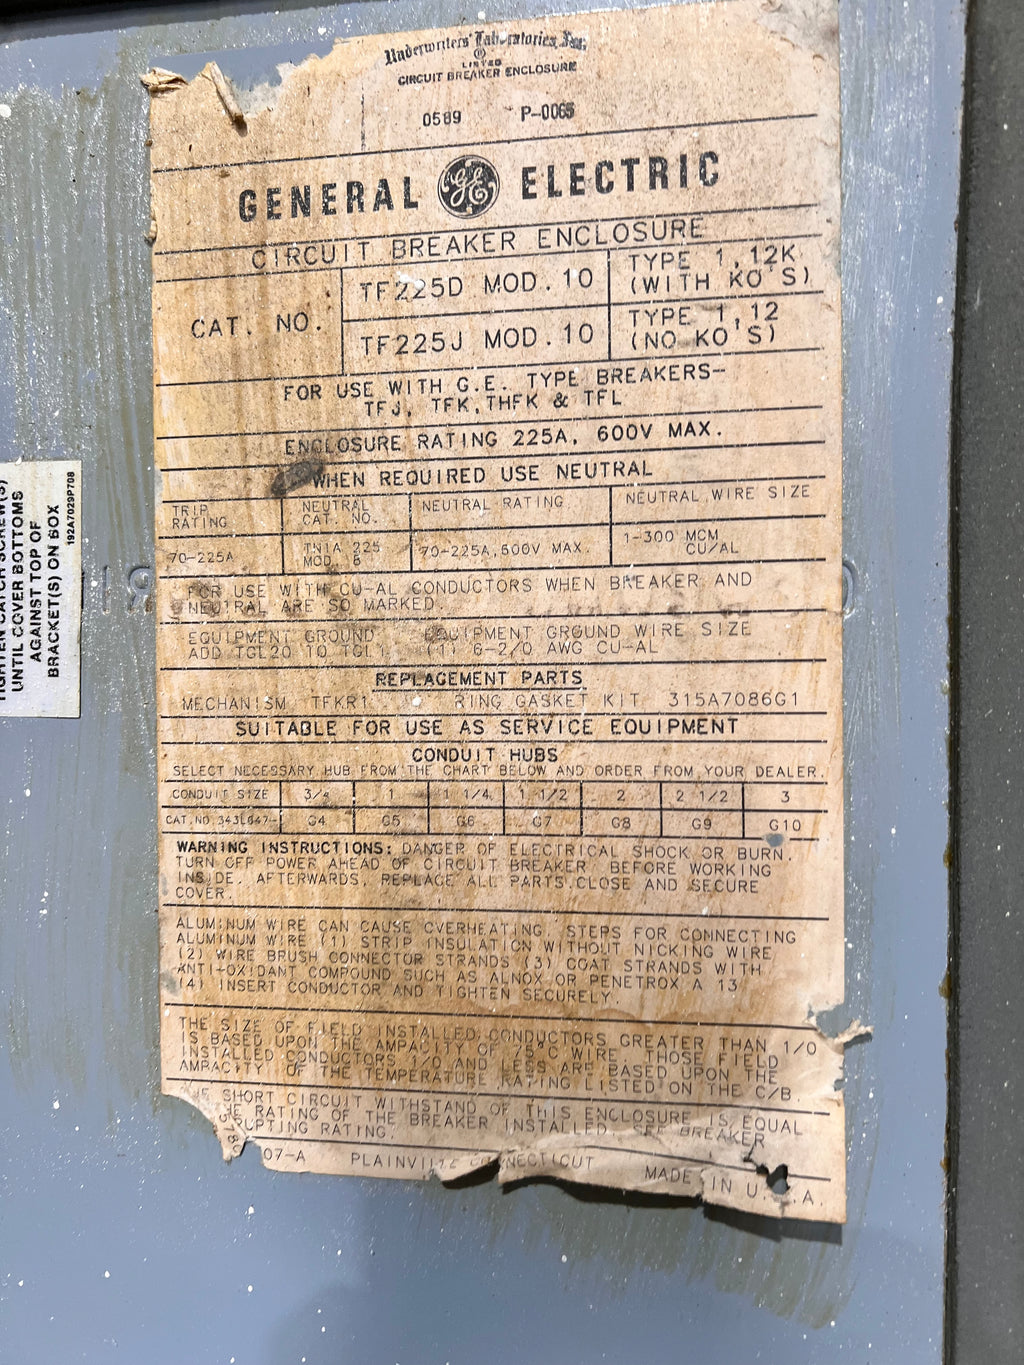 Underwriters' Laboratories, Inc.
®
LISTED
CIRCUIT BREAKER ENCLOSURE
0589 P-0065
GENERAL GE ELECTRIC
CIRCUIT BREAKER ENCLOSURE
CAT. NO.
TF225D MOD. 10
TYPE 1, 12K
(WITH KO'S)
TF225J MOD. 10
TYPE 1, 12
(NO KO'S)
FOR USE WITH G.E. TYPE BREAKERS-
TFJ, TFK, THFK & TFL
ENCLOSURE RATING 225A, 600V MAX.
WHEN REQUIRED USE NEUTRAL
TRIP RATING
NEUTRAL CAT. NO.
NEUTRAL RATING
NEUTRAL WIRE SIZE
70-225A
TNIA 225 MOD. 6
70-225A, 600V MAX.
1-300 MCM CU/AL
FOR USE WITH CU-AL CONDUCTORS WHEN BREAKER AND
NEUTRAL ARE SO MARKED.
EQUIPMENT GROUND EQUIPMENT GROUND WIRE SIZE
ADD TGL20 TO TGL1 (1) 6-2/0 AWG CU-AL
REPLACEMENT PARTS
MECHANISM TFKR1 RING GASKET KIT 315A7086G1
SUITABLE FOR USE AS SERVICE EQUIPMENT
CONDUIT HUBS
SELECT NECESSARY HUB FROM THE CHART BELOW AND ORDER FROM YOUR DEALER.
CONDUIT SIZE 3/4 1 1 1/4 1 1/2 2 2 1/2 3
CAT. NO. 343L647- G4 G5 G6 G7 G8 G9 G10
WARNING INSTRUCTIONS: DANGER OF ELECTRICAL SHOCK OR BURN.
TURN OFF POWER AHEAD OF CIRCUIT BREAKER BEFORE WORKING
INSIDE. AFTERWARDS, REPLACE ALL PARTS, CLOSE AND SECURE
COVER.
ALUMINUM WIRE CAN CAUSE OVERHEATING. STEPS FOR CONNECTING
ALUMINUM WIRE (1) STRIP INSULATION WITHOUT NICKING WIRE
(2) WIRE BRUSH CONNECTOR STRANDS (3) COAT STRANDS WITH
ANTI-OXIDANT COMPOUND SUCH AS ALNOX OR PENETROX A 13
(4) INSERT CONDUCTOR AND TIGHTEN SECURELY.
THE SIZE OF FIELD INSTALLED CONDUCTORS GREATER THAN 1/0
IS BASED UPON THE AMPACITY OF 75°C WIRE. THOSE FIELD
INSTALLED CONDUCTORS 1/0 AND LESS ARE BASED UPON THE
AMPACITY OF THE TEMPERATURE RATING LISTED ON THE C/B.
SHORT CIRCUIT WITHSTAND OF THIS ENCLOSURE IS EQUAL
RATING OF THE BREAKER INSTALLED. SEE BREAKER
RUPTING RATING.
07-A PLAINVILLE CONNECTICUT MADE IN U.S.A
UNTIL COVER BOTTOMS
AGAINST TOP OF
BRACKET(S) ON BOX
192A7029P708